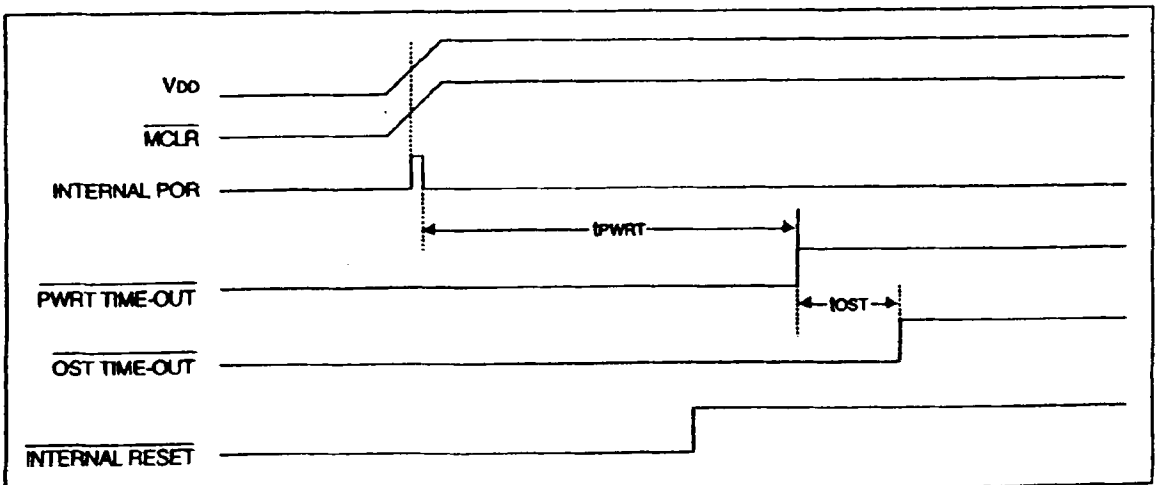 VDD
MCLR
INTERNAL POR
tPWRT
PWRT TIME-OUT
tOST
OST TIME-OUT
INTERNAL RESET